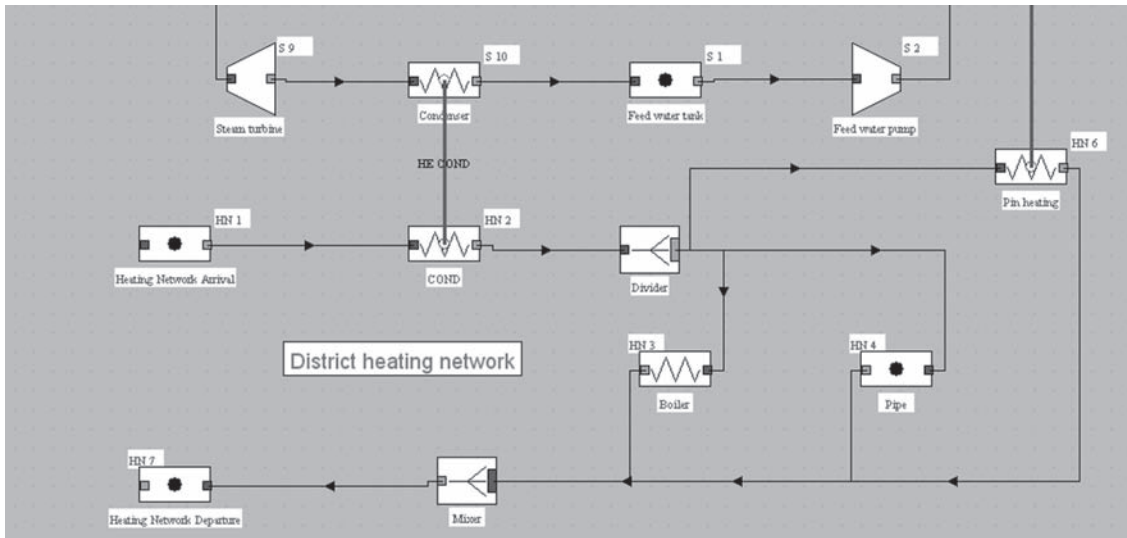 S 9
S 10
S 1
S 2
Steam turbine
Condenser
Feed water tank
Feed water pump
HE COND
HN 6
Pin heating
HN 1
HN 2
Heating Network Arrival
COND
Divider
District heating network
HN 3
HN 4
Boiler
Pipe
HN 7
Heating Network Departure
Mixer